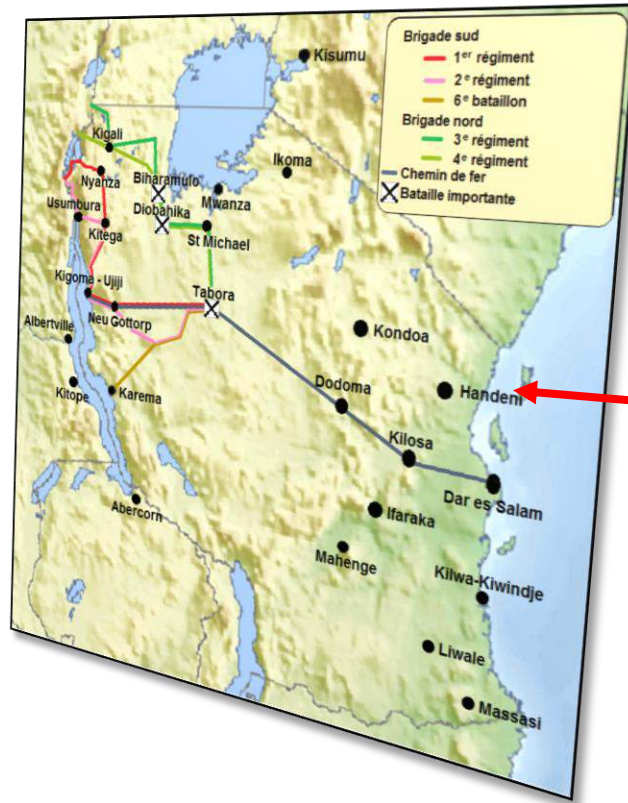 Brigade sud
1er régiment
2e régiment
6e bataillon
Brigade nord
3e régiment
4e régiment
Chemin de fer
Bataille importante
Kisumu
Kigali
Ikoma
Nyanza
Biharamulo
Mwanza
Usumbura
Diobahika
Kitega
St Michael
Kigoma - Ujiji
Tabora
Neu Gottorp
Albertville
Kondoa
Kitope
Karema
Dodoma
Handeni
Kilosa
Dar es Salam
Abercorn
Ifaraka
Mahenge
Kilwa-Kiwindje
Liwale
Massasi